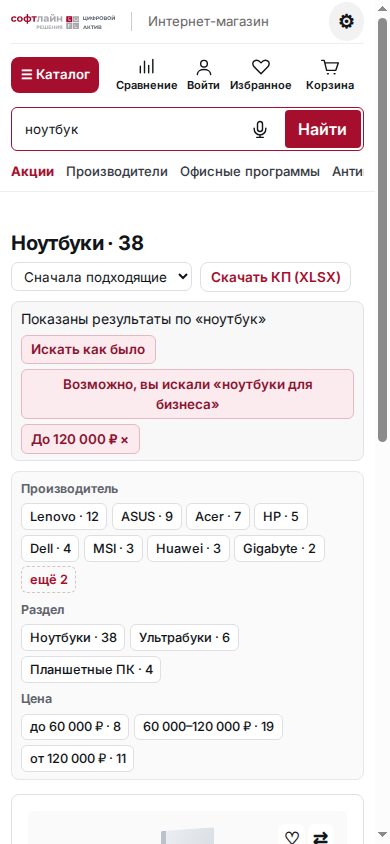 софтлайн РЕШЕНИЯ ЦИФРОВОЙ АКТИВ
Интернет-магазин
☰ Каталог
Сравнение Войти Избранное Корзина
ноутбук
Найти
Акции Производители Офисные программы Анти
Ноутбуки · 38
Сначала подходящие
Скачать КП (XLSX)
Показаны результаты по «ноутбук»
Искать как было
Возможно, вы искали «ноутбуки для
бизнеса»
До 120 000 ₽ ×
Производитель
Lenovo · 12 ASUS · 9 Acer · 7 HP · 5
Dell · 4 MSI · 3 Huawei · 3 Gigabyte · 2
ещё 2
Раздел
Ноутбуки · 38 Ультрабуки · 6
Планшетные ПК · 4
Цена
до 60 000 ₽ · 8 60 000–120 000 ₽ · 19
от 120 000 ₽ · 11